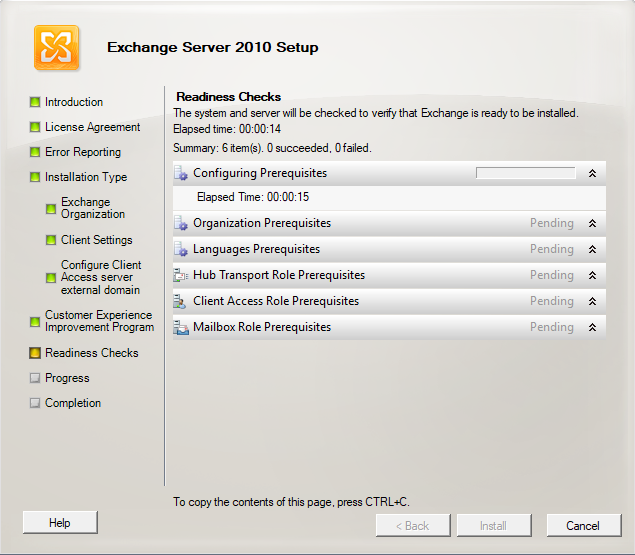 Exchange Server 2010 Setup
Introduction
License Agreement
Error Reporting
Installation Type
Exchange
Organization
Client Settings
Configure Client
Access server
external domain
Customer Experience
Improvement Program
Readiness Checks
Progress
Completion
Readiness Checks
The system and server will be checked to verify that Exchange is ready to be installed.
Elapsed time: 00:00:14
Summary: 6 item(s). 0 succeeded, 0 failed.
Configuring Prerequisites
Elapsed Time: 00:00:15
Organization Prerequisites Pending
Languages Prerequisites Pending
Hub Transport Role Prerequisites Pending
Client Access Role Prerequisites Pending
Mailbox Role Prerequisites Pending
To copy the contents of this page, press CTRL+C.
Help
< Back Install Cancel